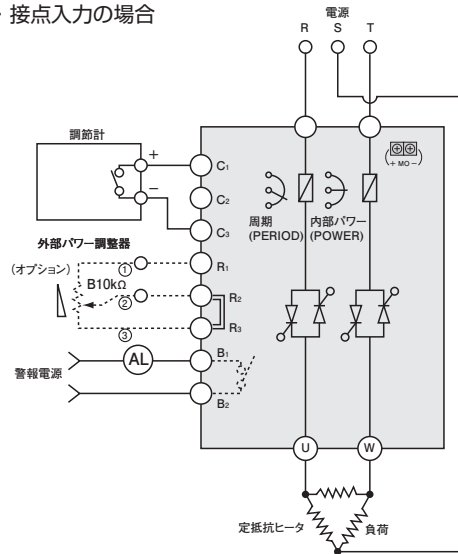 ・接点入力の場合
電源
R S T
調節計
+
−
C1
C2
C3
周期
(PERIOD)
内部パワー
(POWER)
(+ MO −)
外部パワー調整器
(オプション)
B10kΩ
①
②
③
R1
R2
R3
AL
警報電源
B1
B2
U
W
定抵抗ヒータ
負荷